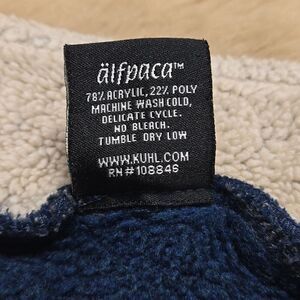 älfpaca™
78% ACRYLIC, 22% POLY
MACHINE WASH COLD,
DELICATE CYCLE.
NO BLEACH.
TUMBLE DRY LOW
WWW.KUHL.COM
RN#108846